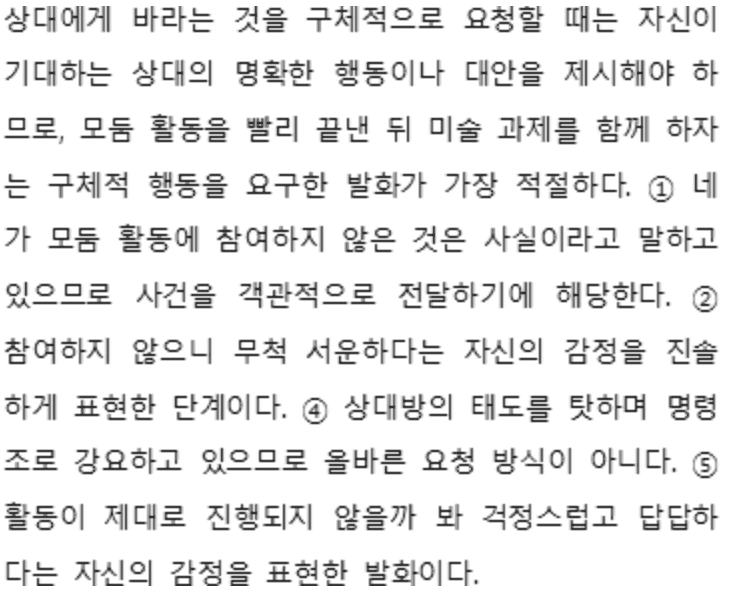 상대에게 바라는 것을 구체적으로 요청할 때는 자신이
기대하는 상대의 명확한 행동이나 대안을 제시해야 하
므로, 모둠 활동을 빨리 끝낸 뒤 미술 과제를 함께 하자
는 구체적 행동을 요구한 발화가 가장 적절하다. ① 네
가 모둠 활동에 참여하지 않은 것은 사실이라고 말하고
있으므로 사건을 객관적으로 전달하기에 해당한다. ②
참여하지 않으니 무척 서운하다는 자신의 감정을 진솔
하게 표현한 단계이다. ④ 상대방의 태도를 탓하며 명령
조로 강요하고 있으므로 올바른 요청 방식이 아니다. ⑤
활동이 제대로 진행되지 않을까 봐 걱정스럽고 답답하
다는 자신의 감정을 표현한 발화이다.